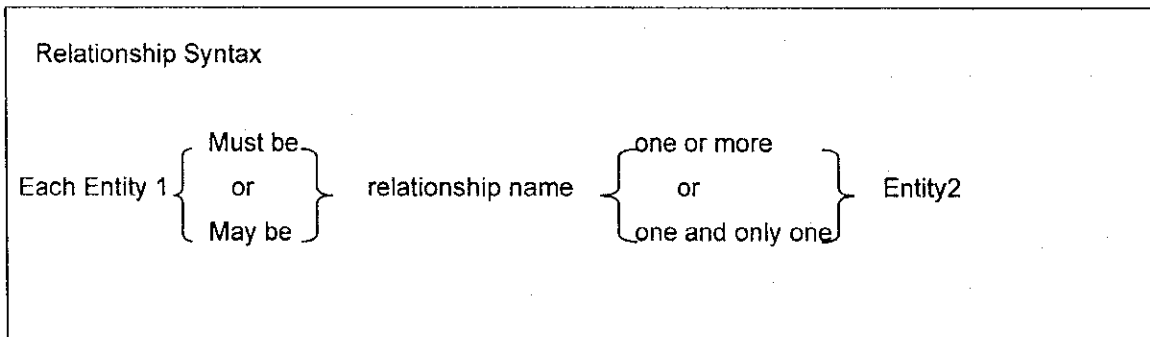 Relationship Syntax
Must be one or more
Each Entity 1 or relationship name or Entity2
May be one and only one